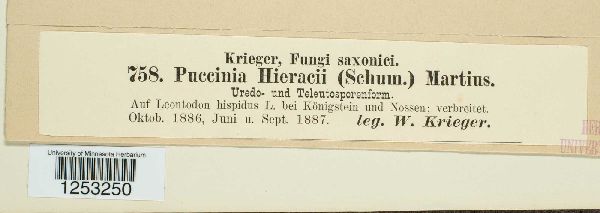 Krieger, Fungi saxonici.
758. Puccinia Hieracii (Schum.) Martius.
Uredo- und Teleutosporenform.
Auf Leontodon hispidus L. bei Königstein und Nossen; verbreitet.
Oktob. 1886, Juni u. Sept. 1887. leg. W. Krieger.
University of Minnesota Herbarium
1253250